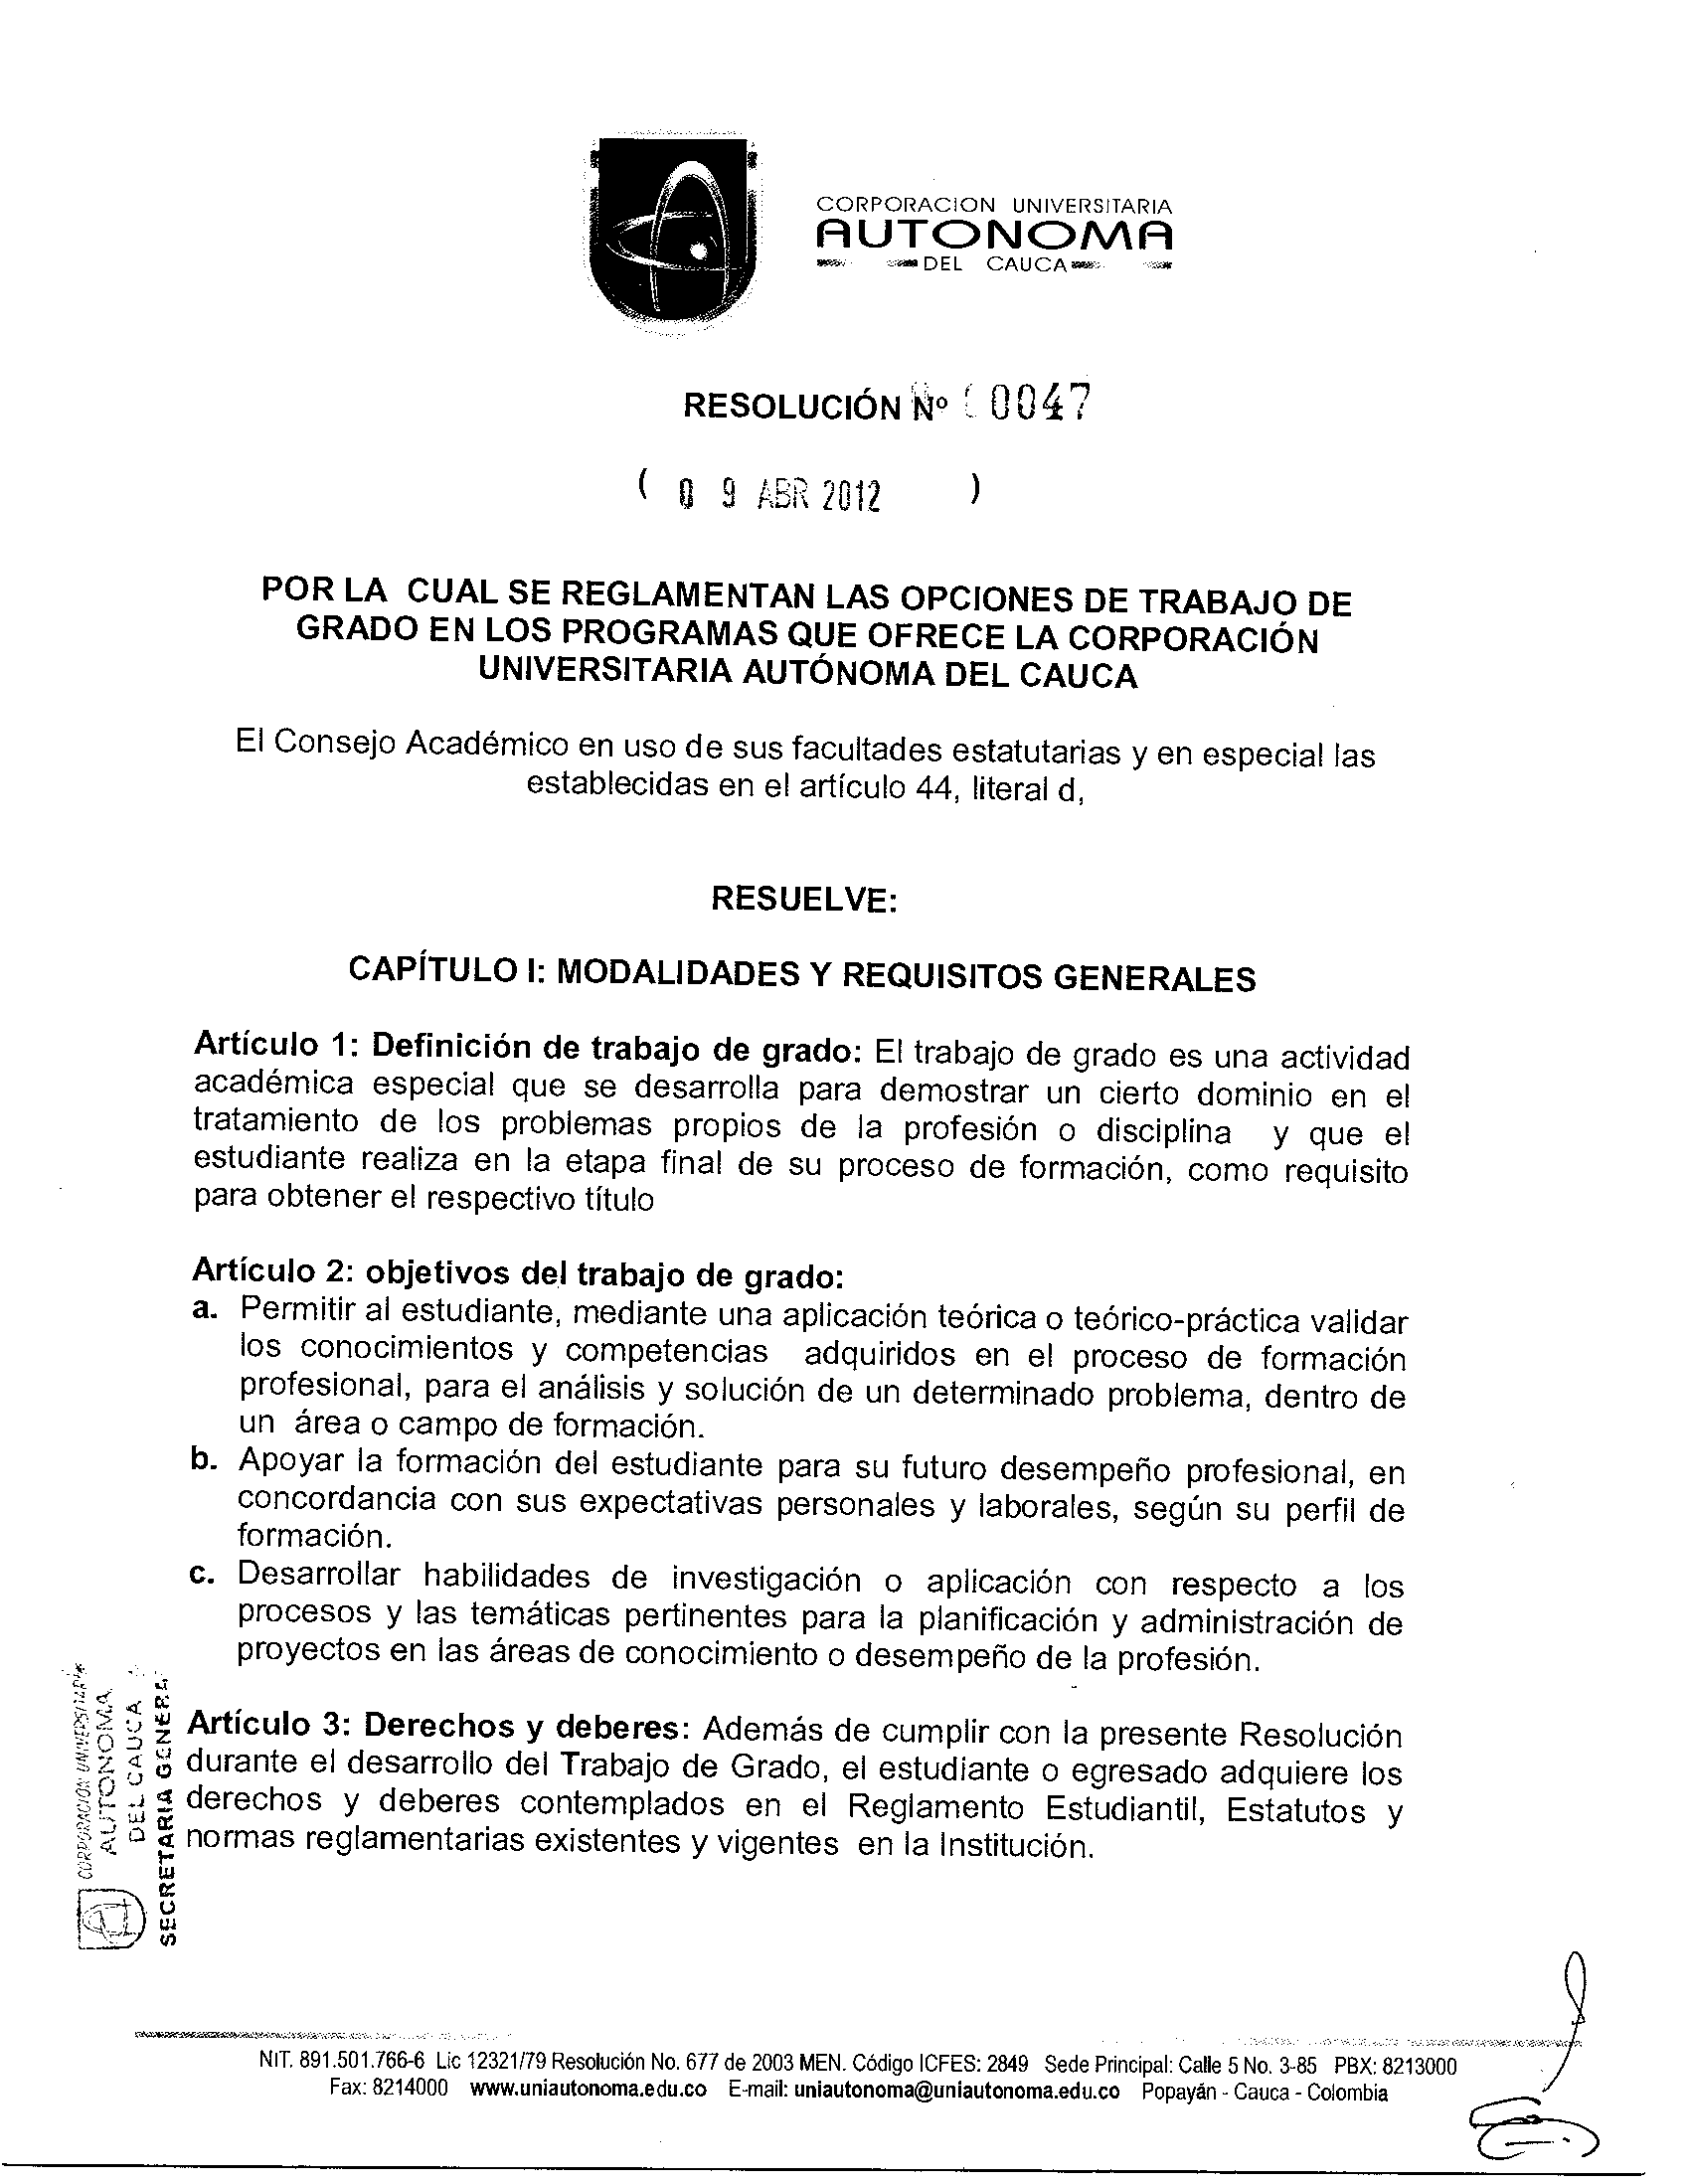 CORPORACION UNIVERSITARIA
AUTONOMA
DEL CAUCA
RESOLUCIÓN Nº 0047
( 09 ABR 2012 )
POR LA CUAL SE REGLAMENTAN LAS OPCIONES DE TRABAJO DE
GRADO EN LOS PROGRAMAS QUE OFRECE LA CORPORACIÓN
UNIVERSITARIA AUTÓNOMA DEL CAUCA
El Consejo Académico en uso de sus facultades estatutarias y en especial las
establecidas en el artículo 44, literal d,
RESUELVE:
CAPÍTULO I: MODALIDADES Y REQUISITOS GENERALES
Artículo 1: Definición de trabajo de grado: El trabajo de grado es una actividad
académica especial que se desarrolla para demostrar un cierto dominio en el
tratamiento de los problemas propios de la profesión o disciplina y que el
estudiante realiza en la etapa final de su proceso de formación, como requisito
para obtener el respectivo título
Artículo 2: objetivos del trabajo de grado:
a. Permitir al estudiante, mediante una aplicación teórica o teórico-práctica validar
los conocimientos y competencias adquiridos en el proceso de formación
profesional, para el análisis y solución de un determinado problema, dentro de
un área o campo de formación.
b. Apoyar la formación del estudiante para su futuro desempeño profesional, en
concordancia con sus expectativas personales y laborales, según su perfil de
formación.
c. Desarrollar habilidades de investigación o aplicación con respecto a los
procesos y las temáticas pertinentes para la planificación y administración de
proyectos en las áreas de conocimiento o desempeño de la profesión.
Artículo 3: Derechos y deberes: Además de cumplir con la presente Resolución
durante el desarrollo del Trabajo de Grado, el estudiante o egresado adquiere los
derechos y deberes contemplados en el Reglamento Estudiantil, Estatutos y
normas reglamentarias existentes y vigentes en la Institución.
CORPORACION UNIVERSITARIA
AUTONOMA
DEL CAUCA
SECRETARIA GENERAL
NIT. 891.501.766-6 Lic 12321/79 Resolución No. 677 de 2003 MEN. Código ICFES: 2849 Sede Principal: Calle 5 No. 3-85 PBX: 8213000
Fax: 8214000 www.uniautonoma.edu.co E-mail: uniautonoma@uniautonoma.edu.co Popayán - Cauca - Colombia